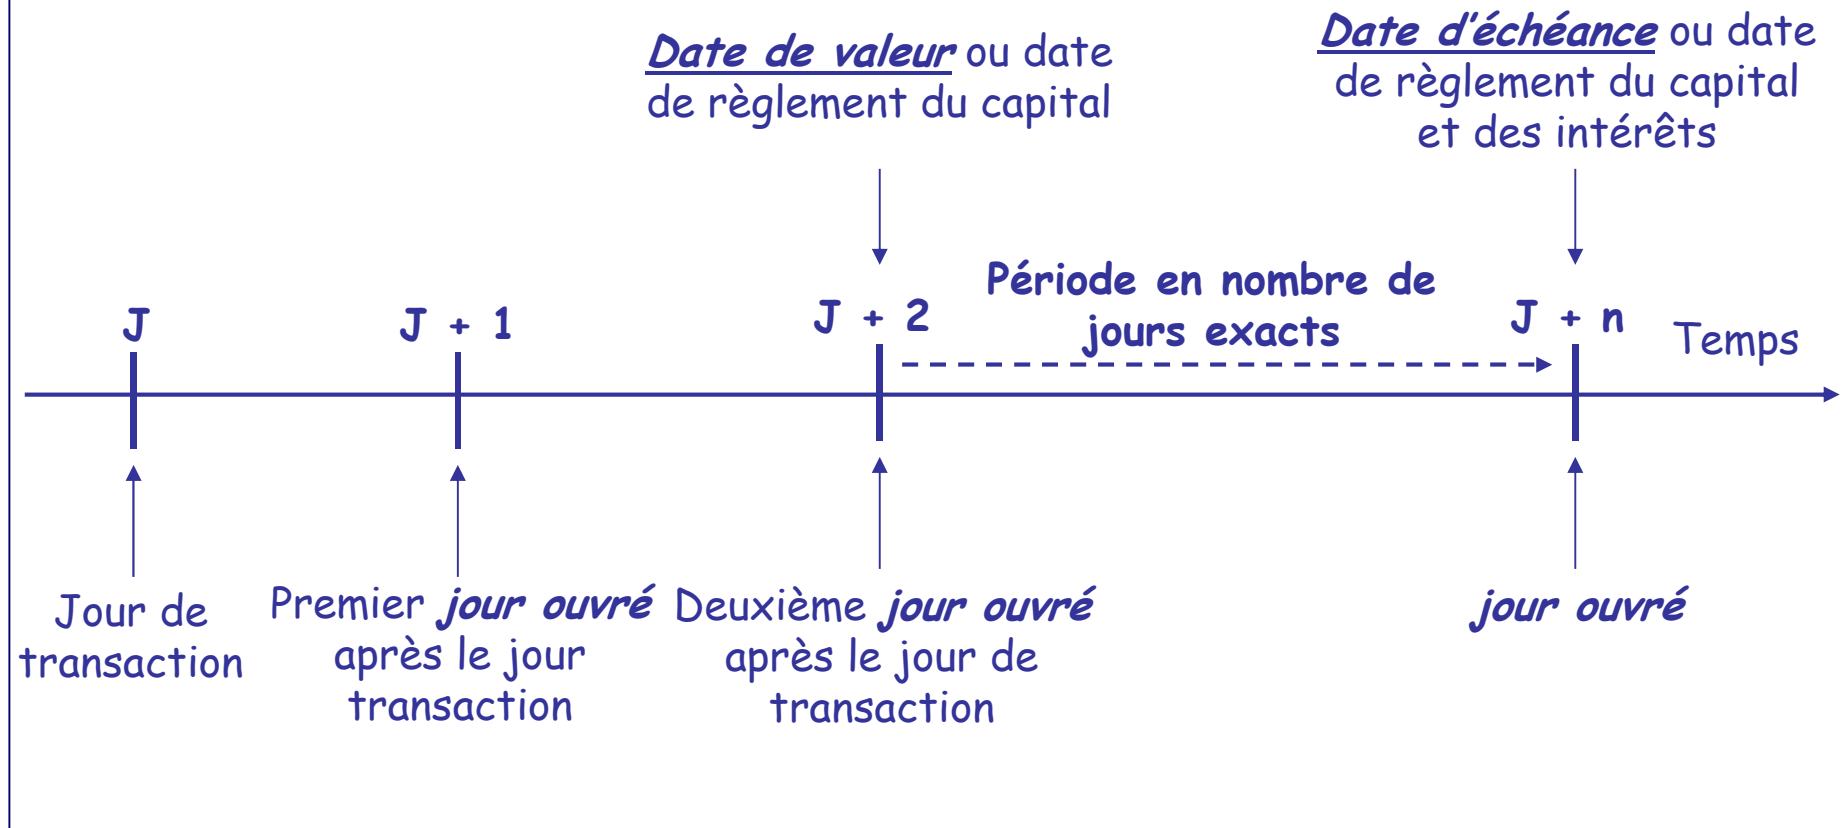 Date de valeur ou date
de règlement du capital
Date d'échéance ou date
de règlement du capital
et des intérêts
J
J + 1
J + 2
Période en nombre de
jours exacts
J + n
Temps
Jour de
transaction
Premier jour ouvré
après le jour
transaction
Deuxième jour ouvré
après le jour de
transaction
jour ouvré